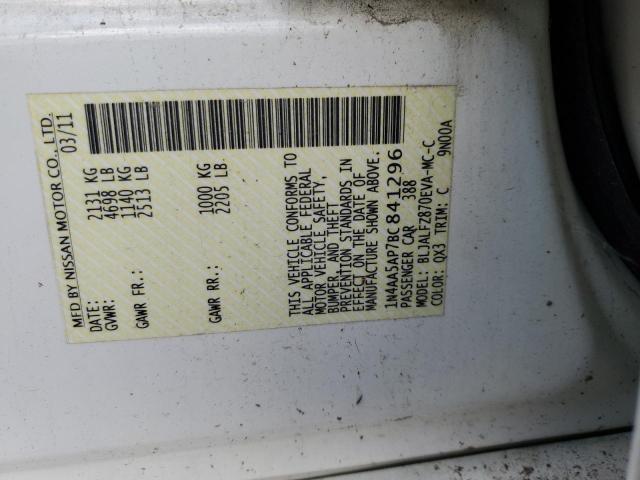 MFD BY NISSAN MOTOR CO., LTD.
DATE: 03/11
GVWR: 2131 KG
4698 LB
GAWR FR.: 1140 KG
2513 LB
GAWR RR.: 1000 KG
2205 LB.
THIS VEHICLE CONFORMS TO
ALL APPLICABLE FEDERAL
MOTOR VEHICLE SAFETY,
BUMPER, AND THEFT
PREVENTION STANDARDS IN
EFFECT ON THE DATE OF
MANUFACTURE SHOWN ABOVE.
1N4AA5AP7BC841296
PASSENGER CAR 388
MODEL: BLJALFZ870EVA-MC-C
COLOR: QX3 TRIM: C 9N00A